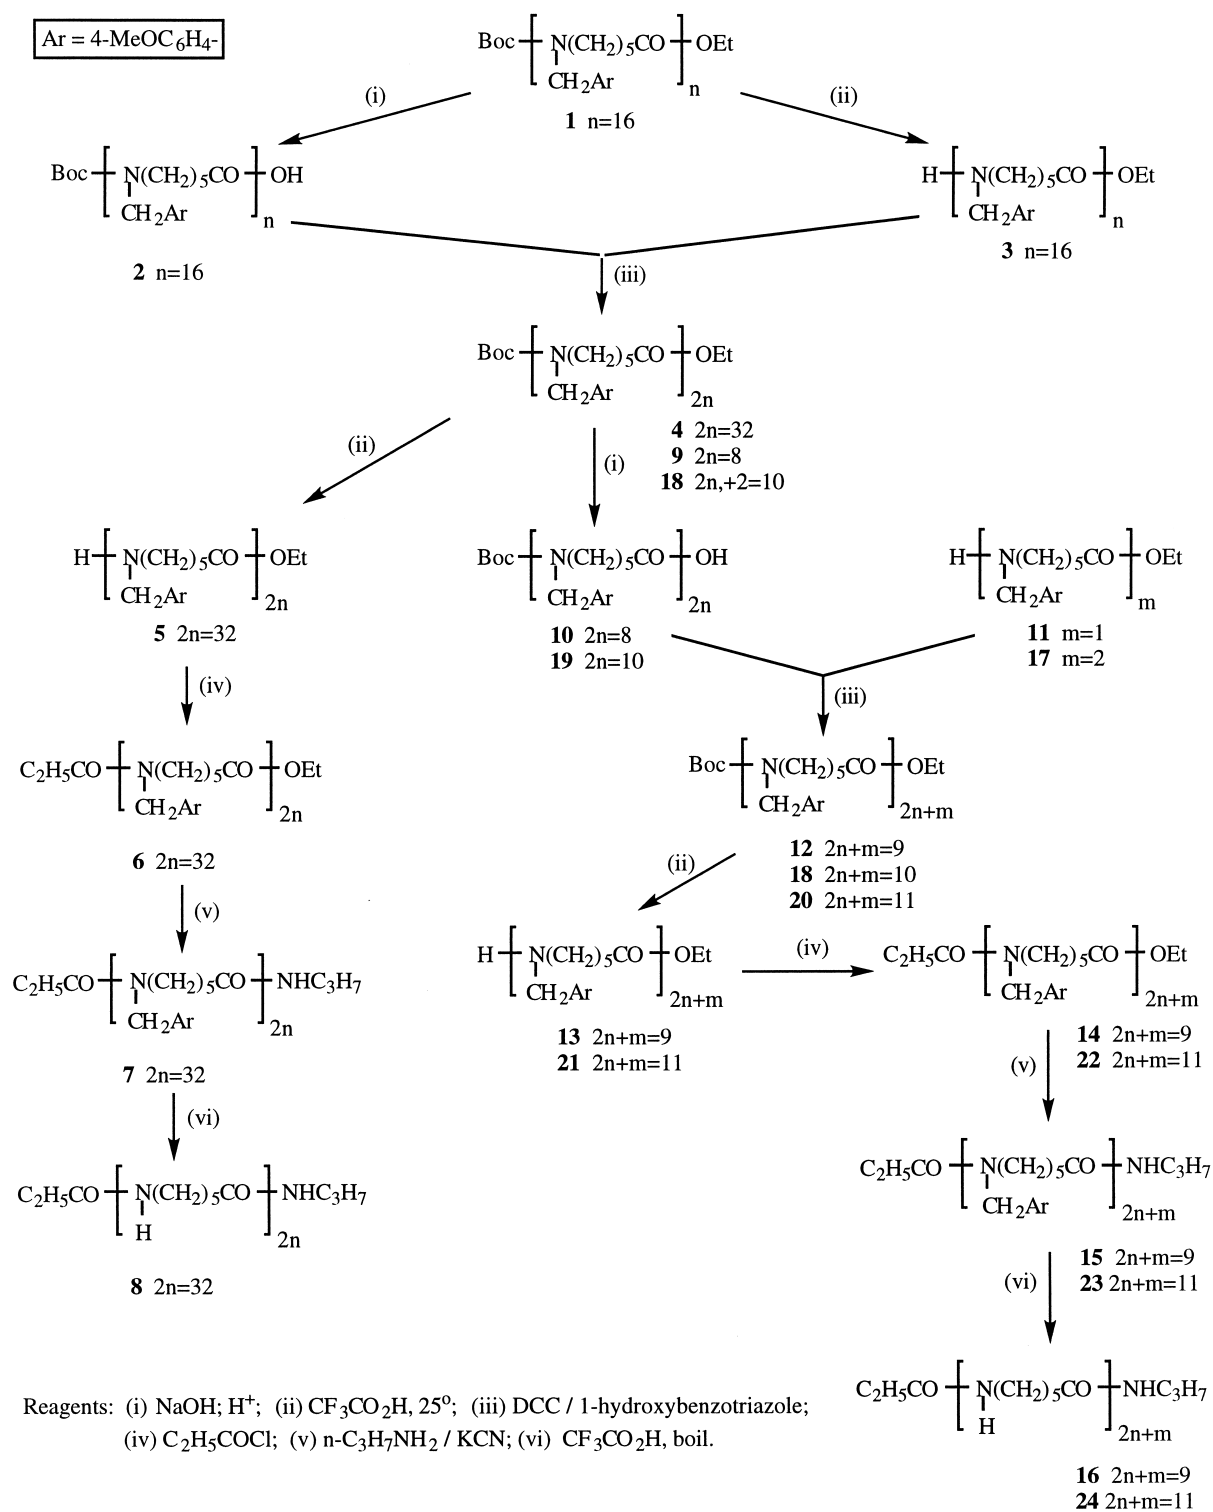 Ar = 4-MeOC6H4-
Boc N(CH2)5CO OEt
CH2Ar n
1 n=16
(i) (ii)
Boc N(CH2)5CO OH
CH2Ar n
2 n=16
H N(CH2)5CO OEt
CH2Ar n
3 n=16
(iii)
Boc N(CH2)5CO OEt
CH2Ar 2n
4 2n=32
9 2n=8
18 2n,+2=10
(ii)
(i)
H N(CH2)5CO OEt
CH2Ar 2n
5 2n=32
Boc N(CH2)5CO OH
CH2Ar 2n
10 2n=8
19 2n=10
H N(CH2)5CO OEt
CH2Ar m
11 m=1
17 m=2
(iv)
(iii)
C2H5CO N(CH2)5CO OEt
CH2Ar 2n
6 2n=32
Boc N(CH2)5CO OEt
CH2Ar 2n+m
12 2n+m=9
18 2n+m=10
20 2n+m=11
(v)
(ii)
C2H5CO N(CH2)5CO NHC3H7
CH2Ar 2n
7 2n=32
H N(CH2)5CO OEt
CH2Ar 2n+m
13 2n+m=9
21 2n+m=11
(iv)
C2H5CO N(CH2)5CO OEt
CH2Ar 2n+m
14 2n+m=9
22 2n+m=11
(vi)
(v)
C2H5CO N(CH2)5CO NHC3H7
H 2n
8 2n=32
C2H5CO N(CH2)5CO NHC3H7
CH2Ar 2n+m
15 2n+m=9
23 2n+m=11
(vi)
C2H5CO N(CH2)5CO NHC3H7
H 2n+m
16 2n+m=9
24 2n+m=11
Reagents: (i) NaOH; H+; (ii) CF3CO2H, 25o; (iii) DCC / 1-hydroxybenzotriazole;
(iv) C2H5COCl; (v) n-C3H7NH2 / KCN; (vi) CF3CO2H, boil.